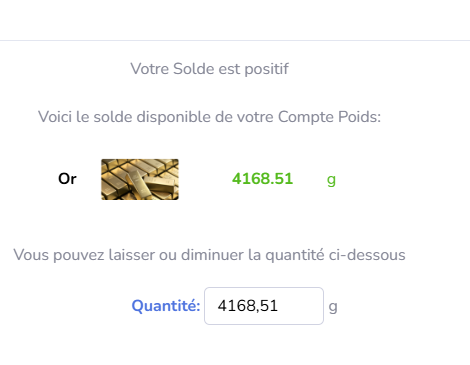 Votre Solde est positif
Voici le solde disponible de votre Compte Poids:
Or 4168.51 g
Vous pouvez laisser ou diminuer la quantité ci-dessous
Quantité: 4168,51 g